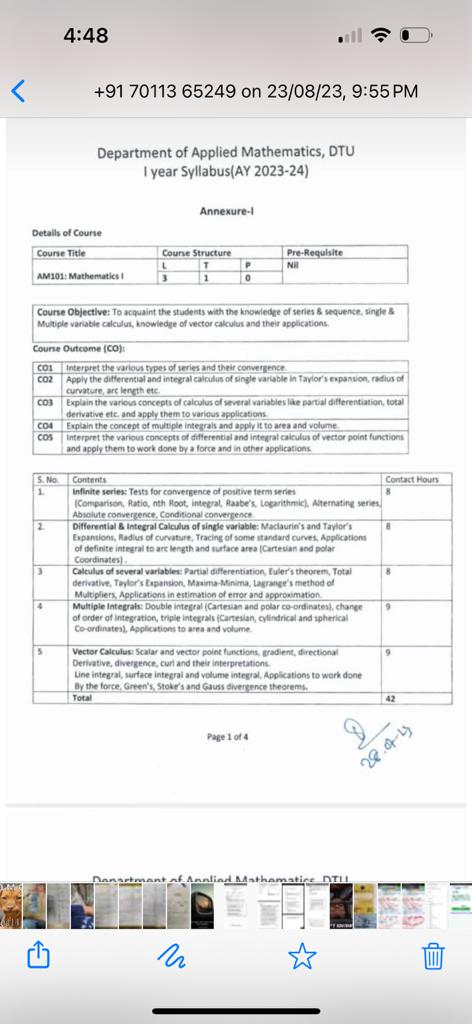 4:48
+91 70113 65249 on 23/08/23, 9:55 PM
Department of Applied Mathematics, DTU
I year Syllabus(AY 2023-24)
Annexure-I
Details of Course
Course Title Course Structure Pre-Requisite
L T P Nil
AM101: Mathematics I 3 1 0
Course Objective: To acquaint the students with the knowledge of series & sequence, single &
Multiple variable calculus, knowledge of vector calculus and their applications.
Course Outcome (CO):
CO1 Interpret the various types of series and their convergence.
CO2 Apply the differential and integral calculus of single variable in Taylor's expansion, radius of
curvature, arc length etc.
CO3 Explain the various concepts of calculus of several variables like partial differentiation, total
derivative etc. and apply them to various applications.
CO4 Explain the concept of multiple integrals and apply it to area and volume.
CO5 Interpret the various concepts of differential and integral calculus of vector point functions
and apply them to work done by a force and in other applications.
S. No. Contents Contact Hours
1. Infinite series: Tests for convergence of positive term series 8
(Comparison, Ratio, nth Root, integral, Raabe's, Logarithmic), Alternating series,
Absolute convergence, Conditional convergence.
2. Differential & Integral Calculus of single variable: Maclaurin's and Taylor's 8
Expansions, Radius of curvature, Tracing of some standard curves, Applications
of definite integral to arc length and surface area (Cartesian and polar
Coordinates)
3 Calculus of several variables: Partial differentiation, Euler's theorem, Total 8
derivative, Taylor's Expansion, Maxima-Minima, Lagrange's method of
Multipliers, Applications in estimation of error and approximation.
4 Multiple Integrals: Double integral (Cartesian and polar co-ordinates), change 9
of order of integration, triple integrals (Cartesian, cylindrical and spherical
Co-ordinates), Applications to area and volume.
5 Vector Calculus: Scalar and vector point functions, gradient, directional 9
Derivative, divergence, curl and their interpretations.
Line integral, surface integral and volume integral, Applications to work done
By the force, Green's, Stoke's and Gauss divergence theorems.
Total 42
Page 1 of 4
Department of Applied Mathematics, DTU